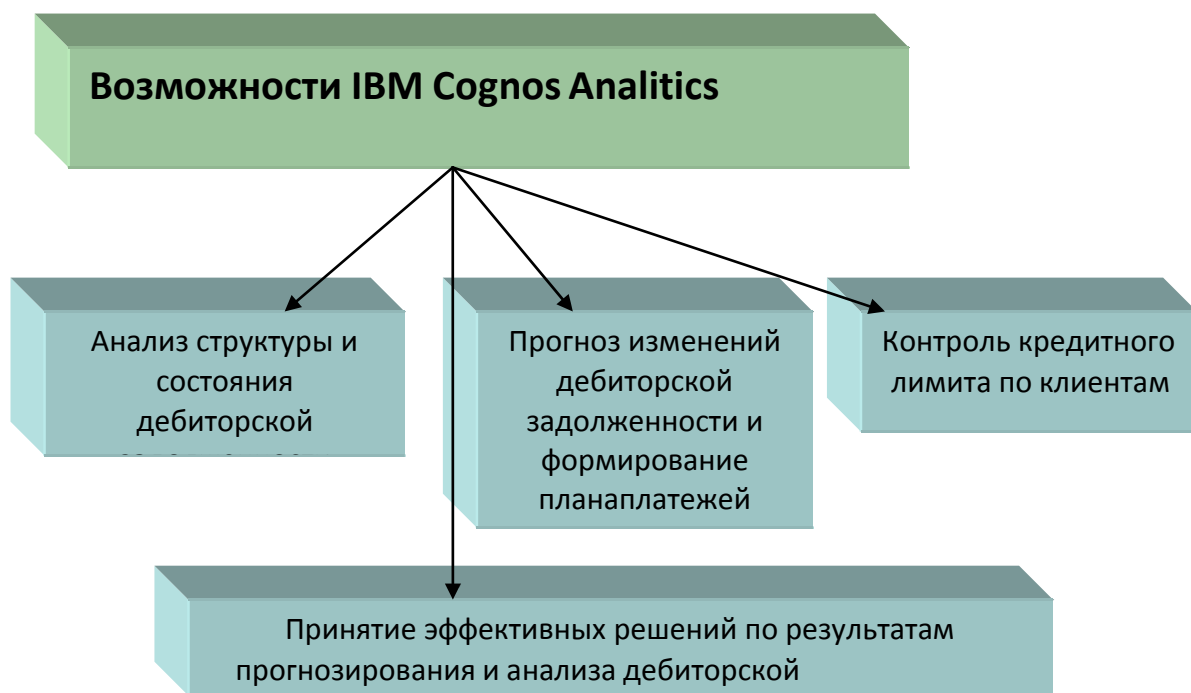 Возможности IBM Cognos Analitics
Анализ структуры и
состояния
дебиторской
Прогноз изменений
дебиторской
задолженности и
формирование
планаплатежей
Контроль кредитного
лимита по клиентам
Принятие эффективных решений по результатам
прогнозирования и анализа дебиторской